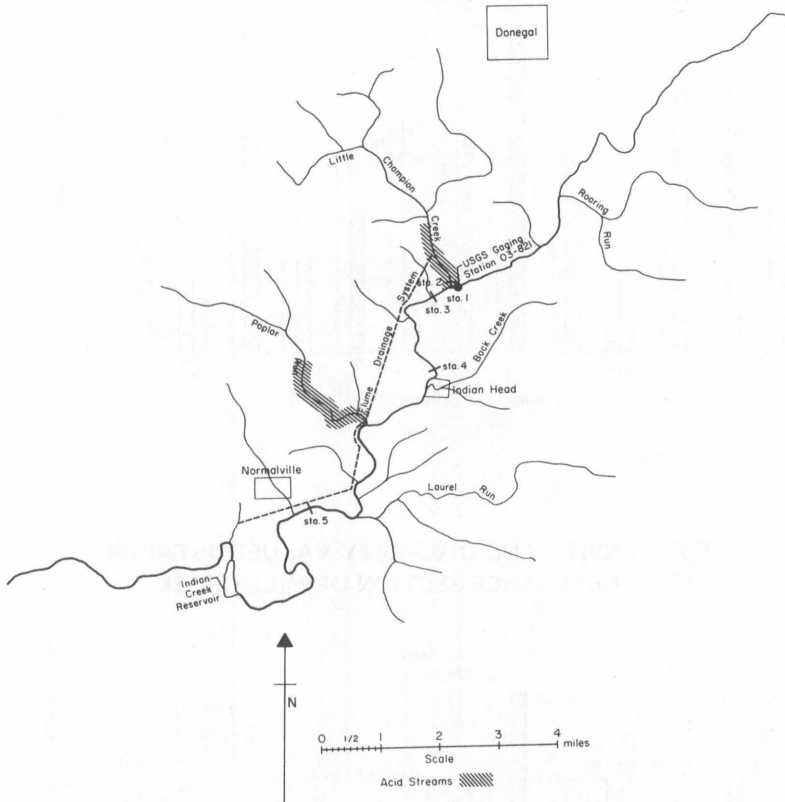 Donegal
Little
Champion
Creek
Roaring
Run
USGS Gaging
Station 03-821
sta. 2
sta. 1
sta. 3
System
Drainage
Flume
Poplar
Run
Back Creek
sta. 4
Indian Head
Normalville
Laurel Run
sta. 5
Indian
Creek
Reservoir
N
0 1/2 1 2 3 4
miles
Scale
Acid Streams